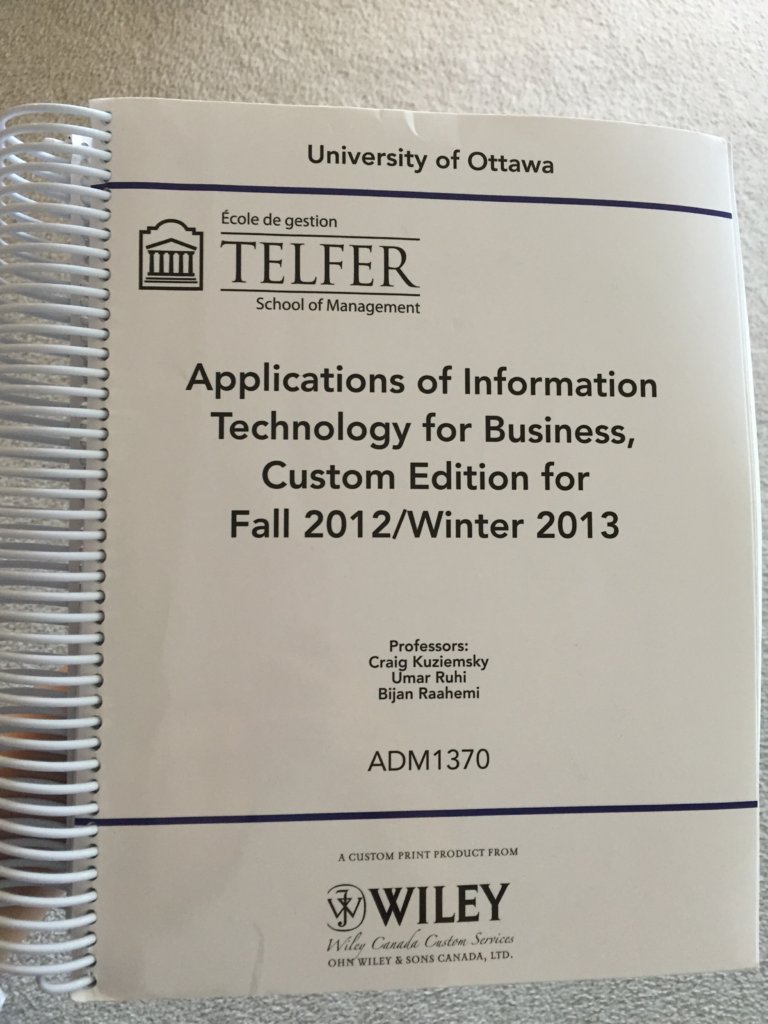 University of Ottawa
École de gestion
TELFER
School of Management
Applications of Information
Technology for Business,
Custom Edition for
Fall 2012/Winter 2013
Professors:
Craig Kuziemsky
Umar Ruhi
Bijan Raahemi
ADM1370
A CUSTOM PRINT PRODUCT FROM
WILEY
Wiley Canada Custom Services
OHN WILEY & SONS CANADA, LTD.